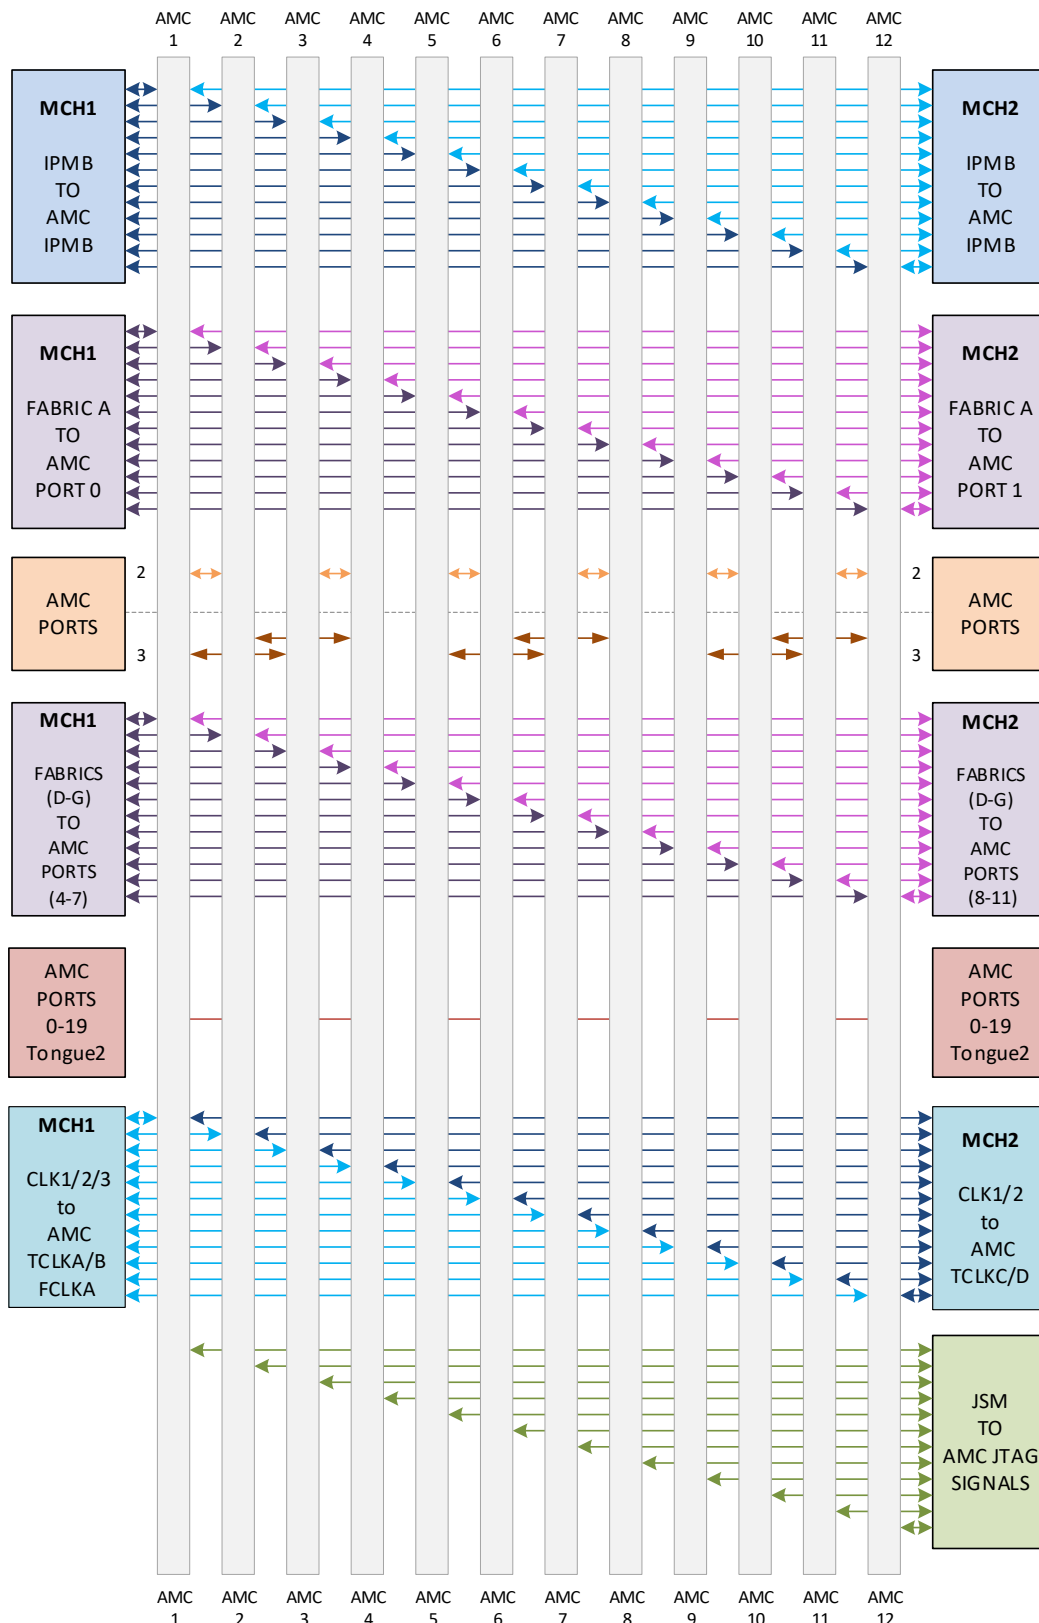 AMC AMC AMC AMC AMC AMC AMC AMC AMC AMC AMC AMC
1 2 3 4 5 6 7 8 9 10 11 12
MCH1
IPMB
TO
AMC
IPMB
MCH2
IPMB
TO
AMC
IPMB
MCH1
FABRIC A
TO
AMC
PORT 0
MCH2
FABRIC A
TO
AMC
PORT 1
AMC
PORTS
2
3
2
3
AMC
PORTS
MCH1
FABRICS
(D-G)
TO
AMC
PORTS
(4-7)
MCH2
FABRICS
(D-G)
TO
AMC
PORTS
(8-11)
AMC
PORTS
0-19
Tongue2
AMC
PORTS
0-19
Tongue2
MCH1
CLK1/2/3
to
AMC
TCLKA/B
FCLKA
MCH2
CLK1/2
to
AMC
TCLKC/D
JSM
TO
AMC JTAG
SIGNALS
AMC AMC AMC AMC AMC AMC AMC AMC AMC AMC AMC AMC
1 2 3 4 5 6 7 8 9 10 11 12